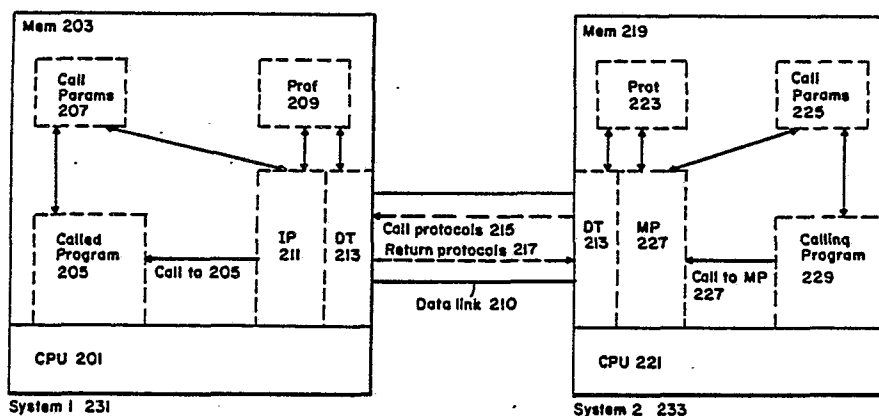 Mem 203
Call
Params
207
Prof
209
Called
Program
205
Call to 205
IP
211
DT
213
CPU 201
System 1 231
Call protocols 215
Return protocols 217
Data link 210
Mem 219
Prot
223
Call
Params
225
DT
213
MP
227
Call to MP
227
Calling
Program
229
CPU 221
System 2 233